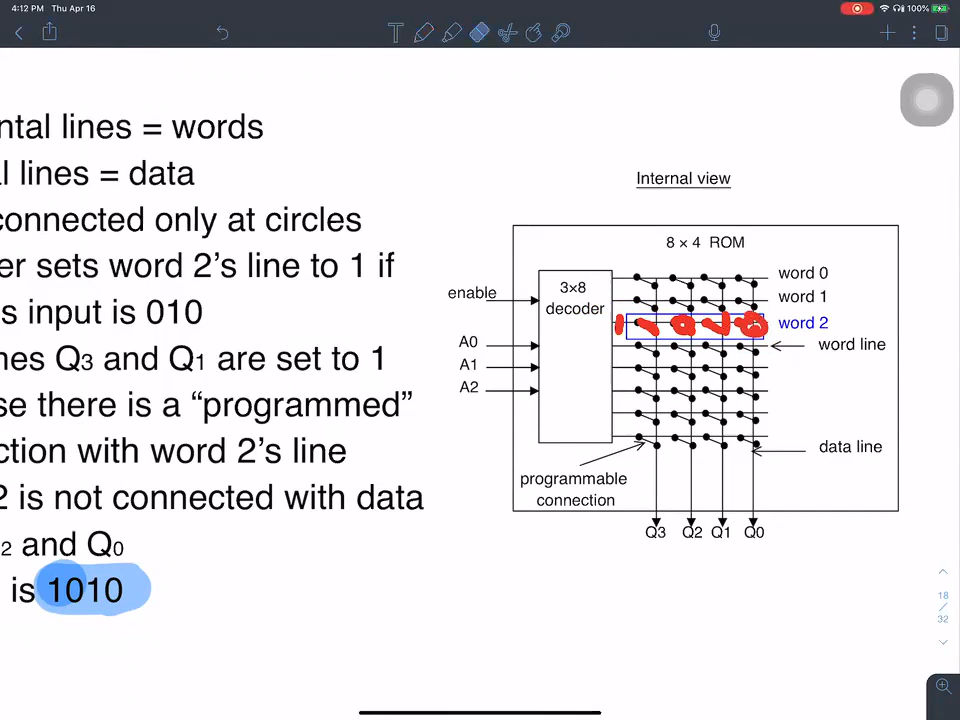 4:12 PM Thu Apr 16
100%
ntal lines = words
l lines = data
connected only at circles
er sets word 2's line to 1 if
s input is 010
nes Q3 and Q1 are set to 1
se there is a “programmed”
ction with word 2's line
2 is not connected with data
2 and Q0
is 1010
Internal view
8 × 4 ROM
3×8
decoder
enable
A0
A1
A2
word 0
word 1
word 2
word line
data line
programmable
connection
Q3 Q2 Q1 Q0
18
/
32